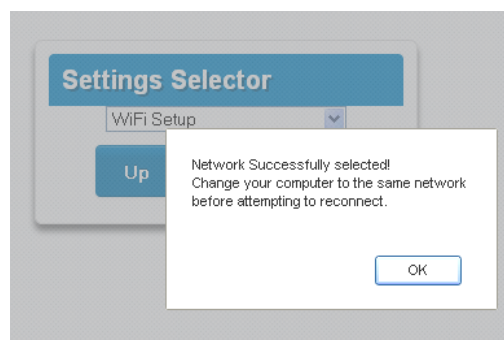 Settings Selector
WiFi Setup
Up
Network Successfully selected!
Change your computer to the same network
before attempting to reconnect.
OK